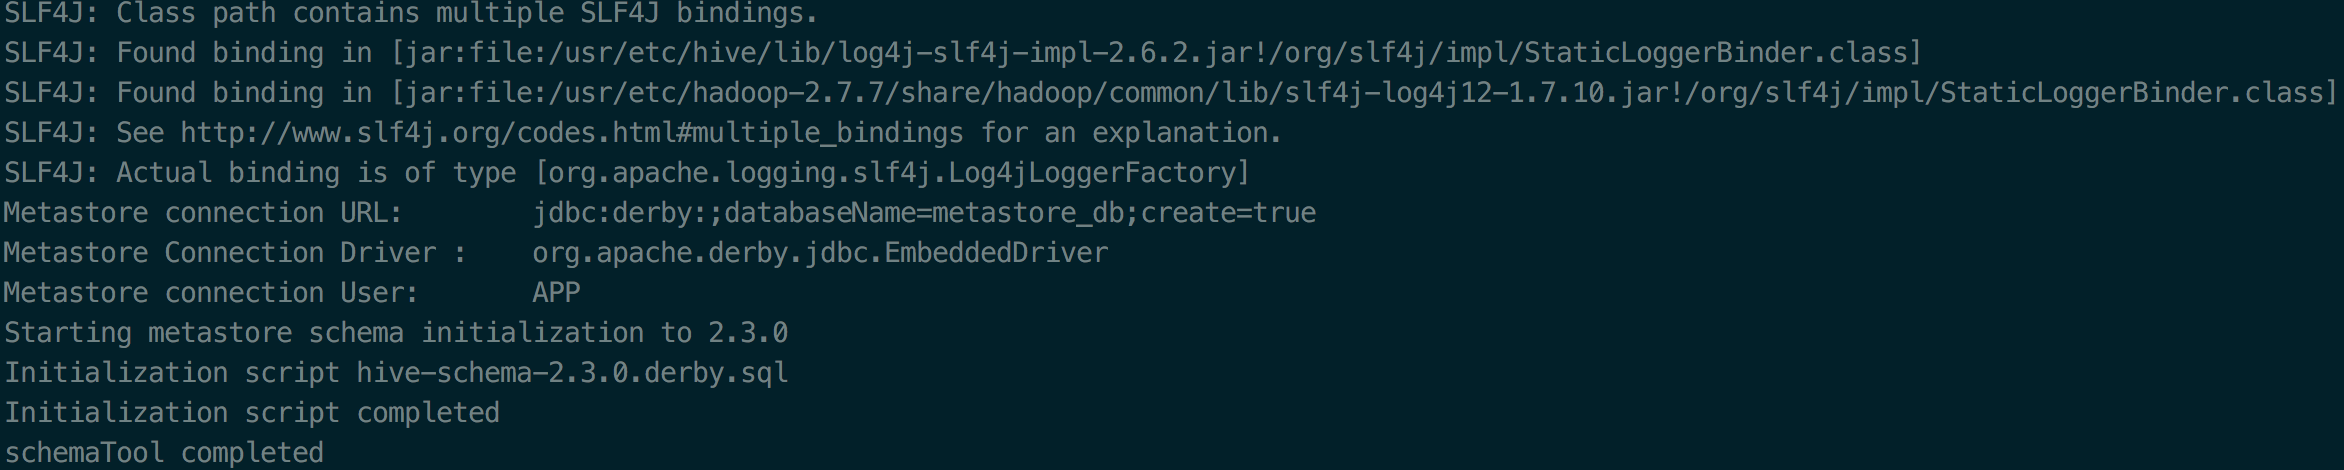 SLF4J: Class path contains multiple SLF4J bindings.
SLF4J: Found binding in [jar:file:/usr/etc/hive/lib/log4j-slf4j-impl-2.6.2.jar!/org/slf4j/impl/StaticLoggerBinder.class]
SLF4J: Found binding in [jar:file:/usr/etc/hadoop-2.7.7/share/hadoop/common/lib/slf4j-log4j12-1.7.10.jar!/org/slf4j/impl/StaticLoggerBinder.class]
SLF4J: See http://www.slf4j.org/codes.html#multiple_bindings for an explanation.
SLF4J: Actual binding is of type [org.apache.logging.slf4j.Log4jLoggerFactory]
Metastore connection URL:        jdbc:derby:;databaseName=metastore_db;create=true
Metastore Connection Driver :    org.apache.derby.jdbc.EmbeddedDriver
Metastore connection User:       APP
Starting metastore schema initialization to 2.3.0
Initialization script hive-schema-2.3.0.derby.sql
Initialization script completed
schemaTool completed